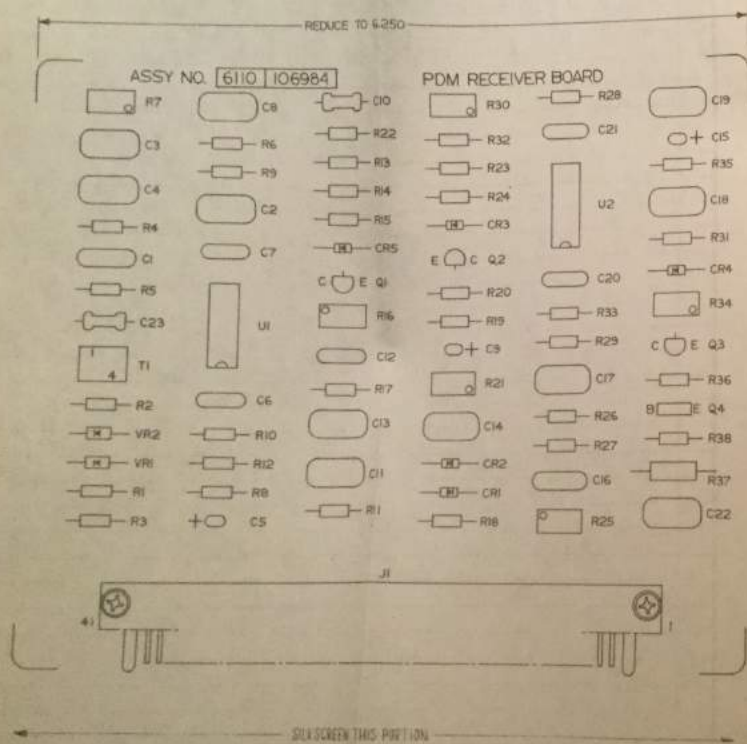 REDUCE TO 6.250
ASSY NO. 6110 106984
PDM RECEIVER BOARD
R7
C3
C4
R4
C1
R5
C23
1
4
T1
R2
VR2
VR1
R1
R3
C8
R6
R9
C2
C7
U1
C6
R10
R12
R8
+ C5
C10
R22
R13
R14
R15
CR5
C E Q1
R16
C12
R17
C13
C11
R11
R30
R32
R23
R24
CR3
E C Q2
R20
R19
+ C9
R21
C14
CR2
CR1
R18
R28
C21
U2
C20
R33
R29
C17
R26
R27
C16
R25
C19
+ C15
R35
C18
R31
CR4
R34
C E Q3
R36
B E Q4
R38
R37
C22
J1
41
1
SILKSCREEN THIS PORTION